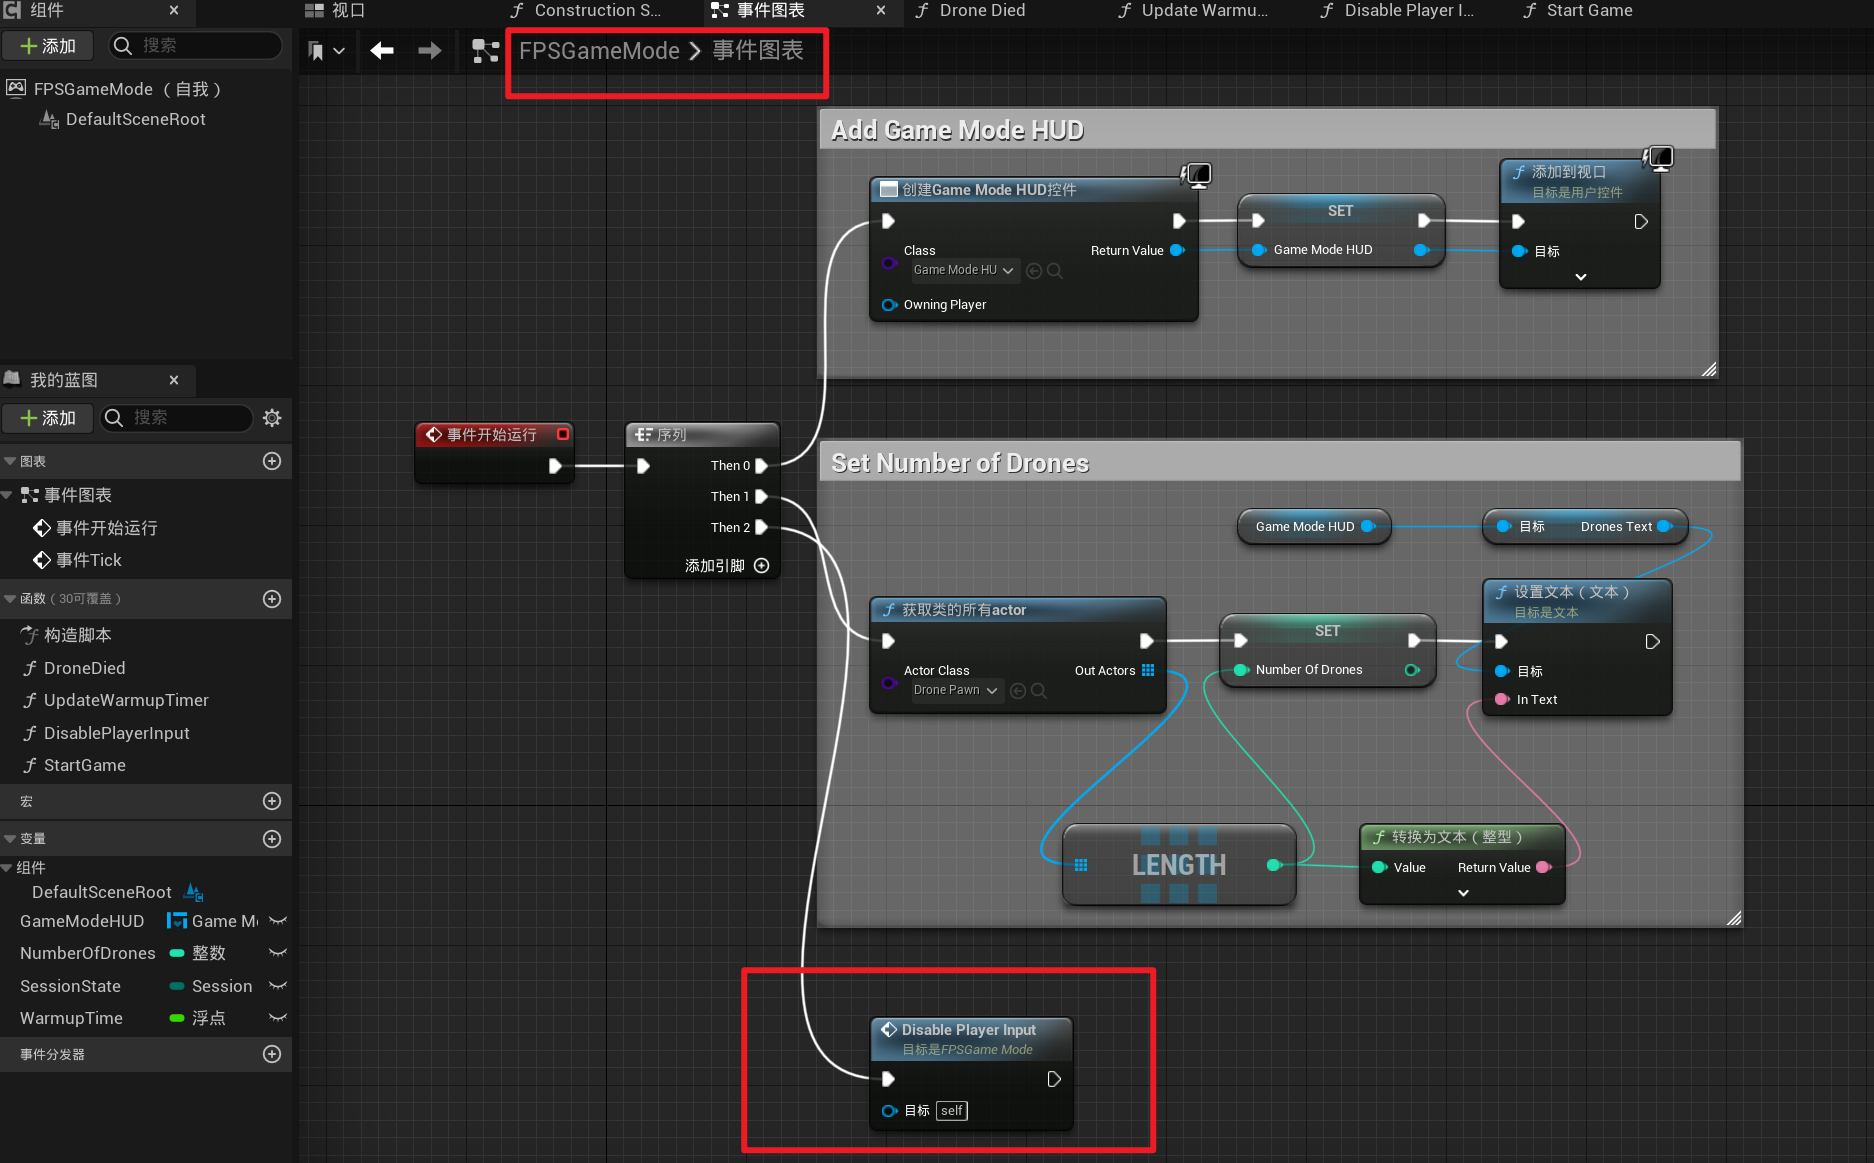 组件
视口
Construction S...
事件图表
Drone Died
Update Warmu...
Disable Player I...
Start Game
添加
搜索
FPSGameMode
事件图表
FPSGameMode （自我）
DefaultSceneRoot
我的蓝图
添加
搜索
图表
事件图表
事件开始运行
事件Tick
函数（30可覆盖）
构造脚本
DroneDied
UpdateWarmupTimer
DisablePlayerInput
StartGame
宏
变量
组件
DefaultSceneRoot
GameModeHUD Game M
NumberOfDrones 整数
SessionState Session
WarmupTime 浮点
事件分发器
Add Game Mode HUD
创建Game Mode HUD控件
Class
Return Value
Game Mode HU
Owning Player
SET
Game Mode HUD
添加到视口
目标是用户控件
目标
事件开始运行
序列
Then 0
Then 1
Then 2
添加引脚
Set Number of Drones
Game Mode HUD
目标 Drones Text
获取类的所有actor
Actor Class
Out Actors
Drone Pawn
SET
Number Of Drones
设置文本（文本）
目标是文本
目标
In Text
LENGTH
转换为文本（整型）
Value Return Value
Disable Player Input
目标是FPSGame Mode
目标 self